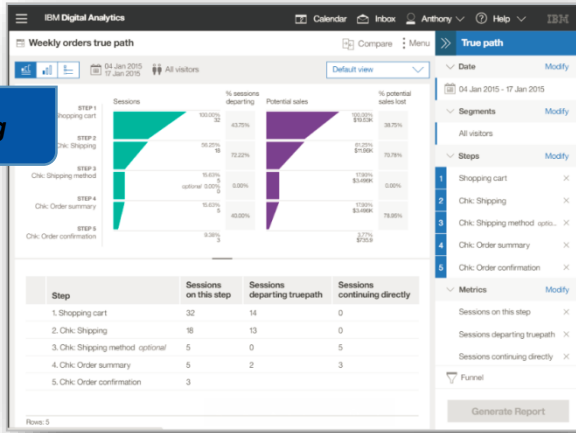 IBM Digital Analytics
Calendar
Inbox
Anthony
Help
IBM
Weekly orders true path
Compare
Menu
True path
04 Jan 2015
17 Jan 2015
All visitors
Default view
Date
Modify
04 Jan 2015 - 17 Jan 2015
Segments
Modify
All visitors
Steps
Modify
1 Shopping cart
2 Chk: Shipping
3 Chk: Shipping method optio...
4 Chk: Order summary
5 Chk: Order confirmation
Metrics
Modify
Sessions on this step
Sessions departing truepath
Sessions continuing directly
Funnel
Generate Report
g
Sessions
% sessions
departing
Potential sales
% potential
sales lost
STEP 1
hopping cart
100.00%
32
43.75%
100.00%
38.75%
STEP 2
Chk: Shipping
56.25%
18
72.22%
61.25%
70.79%
STEP 3
Chk: Shipping method
15.63%
5
optional 0.00%
0
0.00%
17.89%
0.00%
STEP 4
Chk: Order summary
15.63%
5
40.00%
17.89%
78.95%
STEP 5
Chk: Order confirmation
9.38%
3
3.77%
Step
Sessions
on this step
Sessions
departing truepath
Sessions
continuing directly
1. Shopping cart 32 14 0
2. Chk: Shipping 18 13 0
3. Chk: Shipping method optional 5 0 5
4. Chk: Order summary 5 2 3
5. Chk: Order confirmation 3
Rows: 5